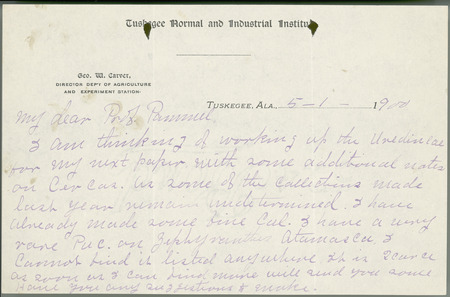 Tuskegee Normal and Industrial Institute
Geo. W. Carver,
DIRECTOR DEP'T OF AGRICULTURE
AND EXPERIMENT STATION
TUSKEGEE, ALA., 5-1- 1900
My dear Prof. Pammel,
I am thinking of working up the Uredineae
for my next paper with some additional notes
on Cercos. as some of the collections made
last year remain undetermined. I have
already made some fine Col. I have a very
rare Puc. on Zephyranthes Atamasca, I
cannot find it listed anywhere it is scarce
as soon as I can find more will send you some
Have you any suggestions to make.